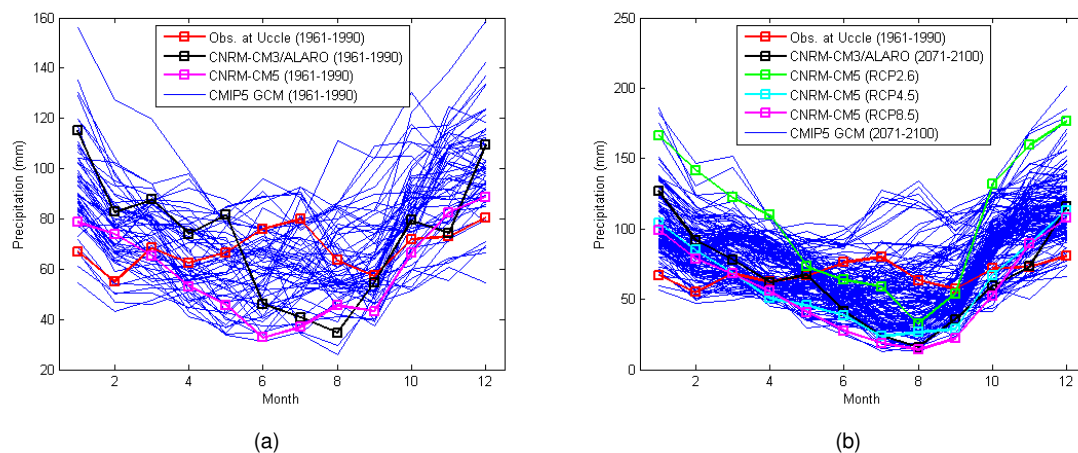 160
140
120
100
80
60
40
20
Precipitation (mm)
Obs. at Uccle (1961-1990)
CNRM-CM3/ALARO (1961-1990)
CNRM-CM5 (1961-1990)
CMIP5 GCM (1961-1990)
2 4 6 8 10 12
Month
(a)
250
200
150
100
50
0
Precipitation (mm)
Obs. at Uccle (1961-1990)
CNRM-CM3/ALARO (2071-2100)
CNRM-CM5 (RCP2.6)
CNRM-CM5 (RCP4.5)
CNRM-CM5 (RCP8.5)
CMIP5 GCM (2071-2100)
2 4 6 8 10 12
Month
(b)